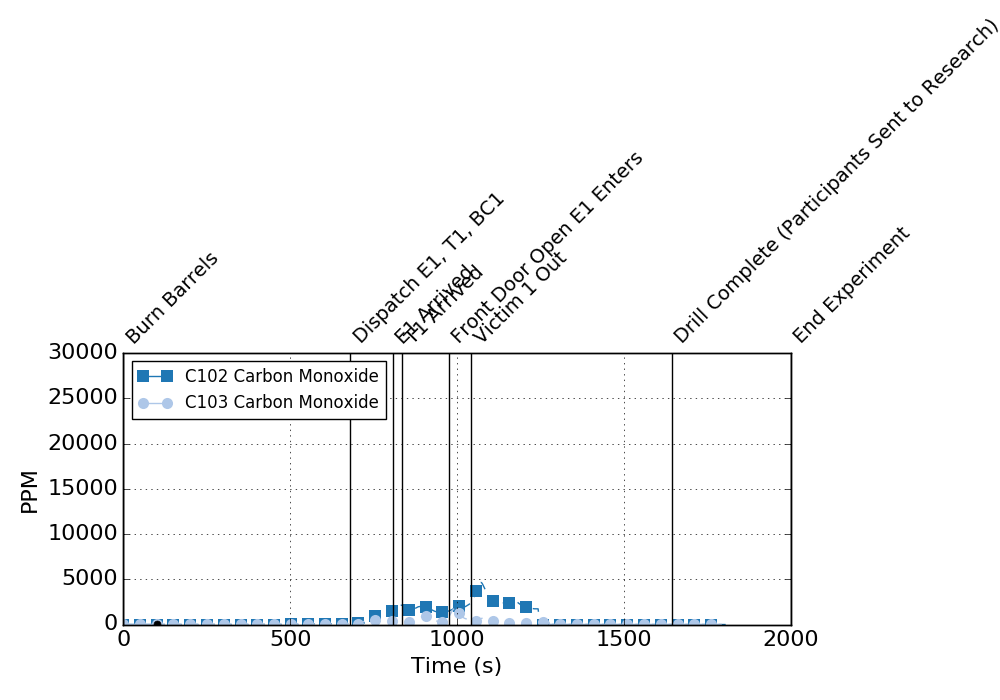 Burn Barrels
Dispatch E1, T1, BC1
E1 Arrived
T1 Arrived
Front Door Open E1 Enters
Victim 1 Out
Drill Complete (Participants Sent to Research)
End Experiment
30000
25000
20000
15000
10000
5000
0
PPM
C102 Carbon Monoxide
C103 Carbon Monoxide
0 500 1000 1500 2000
Time (s)